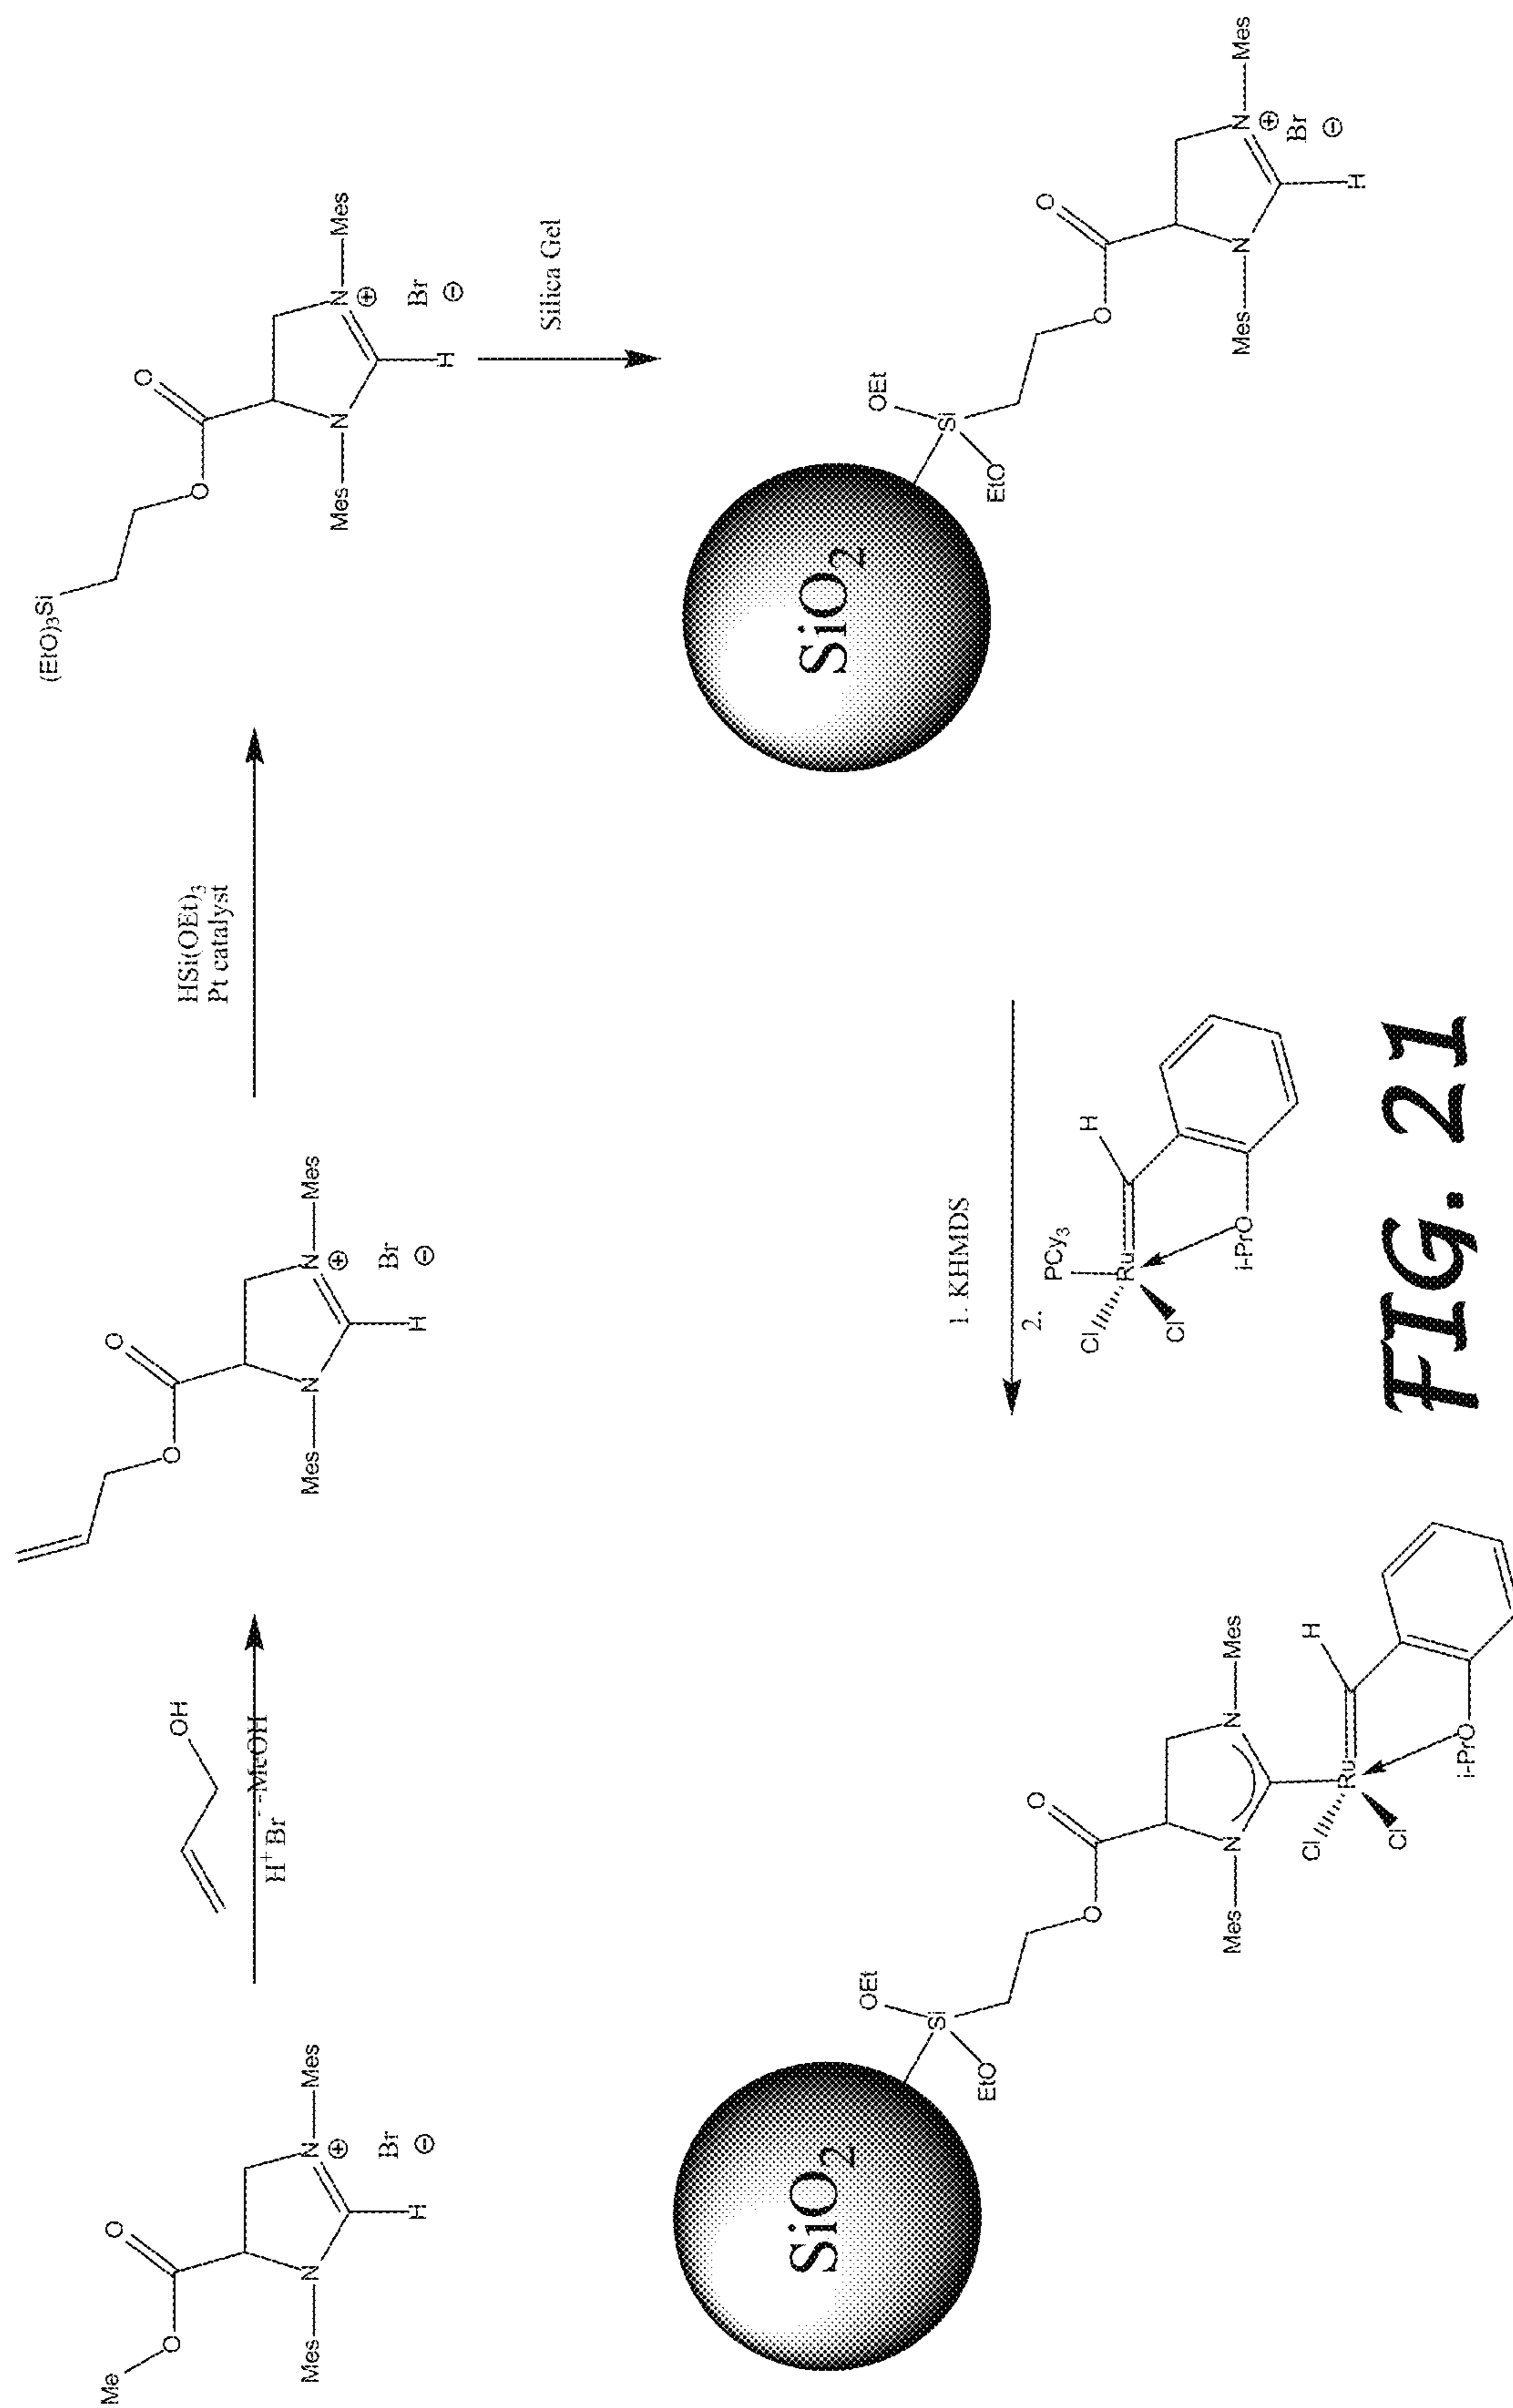 Me
O
O
Mes
N
N
Mes
⊕
Br
⊖
H
OH
H⁺ Br⁻
-MeOH
O
O
Mes
N
N
Mes
⊕
Br
⊖
H
HSi(OEt)₃
Pt catalyst
(EtO)₃Si
O
O
Mes
N
N
Mes
⊕
Br
⊖
H
Silica Gel
SiO₂
OEt
Si
EtO
O
O
Mes
N
N
Mes
⊕
Br
⊖
H
1. KHMDS
2.
PCy₃
H
Cl
Ru
Cl
i-PrO
SiO₂
OEt
Si
EtO
O
O
Mes
N
N
Mes
H
Cl
Ru
Cl
i-PrO
FIG. 21